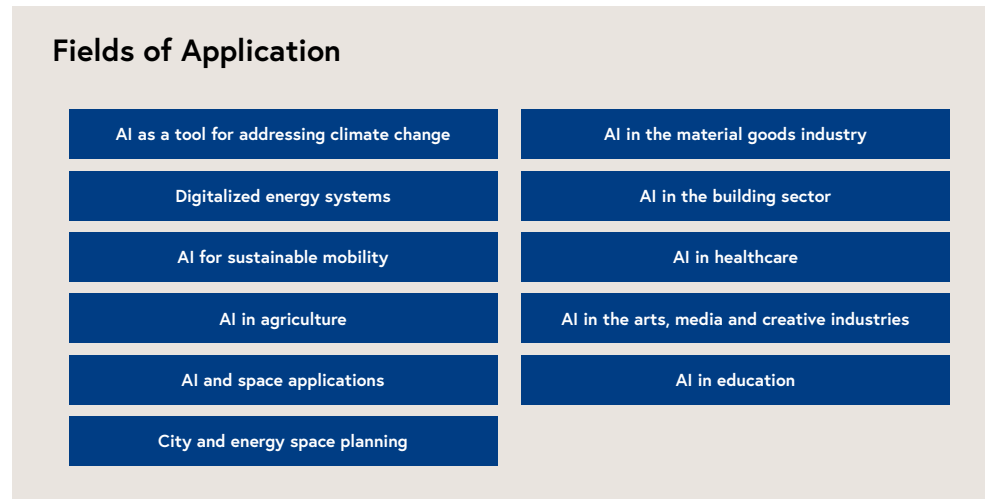 Fields of Application
AI as a tool for addressing climate change
Digitalized energy systems
AI for sustainable mobility
AI in agriculture
AI and space applications
City and energy space planning
AI in the material goods industry
AI in the building sector
AI in healthcare
AI in the arts, media and creative industries
AI in education